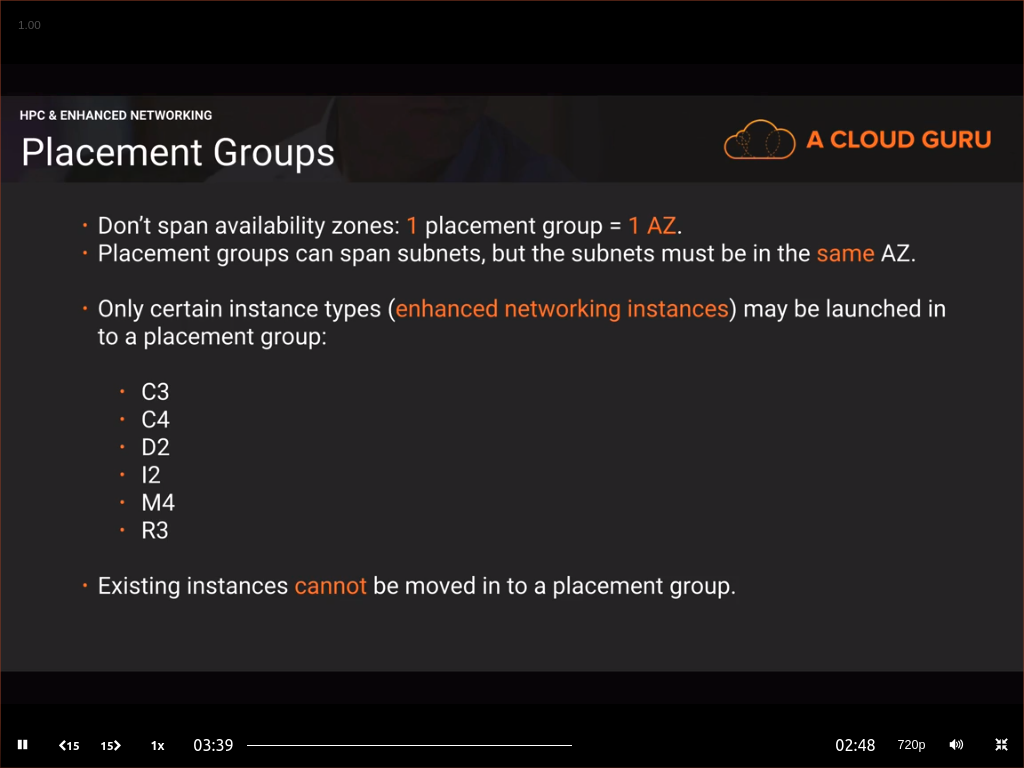 1.00
HPC & ENHANCED NETWORKING
Placement Groups
A CLOUD GURU
· Don't span availability zones: 1 placement group = 1 AZ.
· Placement groups can span subnets, but the subnets must be in the same AZ.
· Only certain instance types (enhanced networking instances) may be launched in
to a placement group:
· C3
· C4
· D2
· I2
· M4
· R3
· Existing instances cannot be moved in to a placement group.
15 15 1x 03:39 02:48 720p